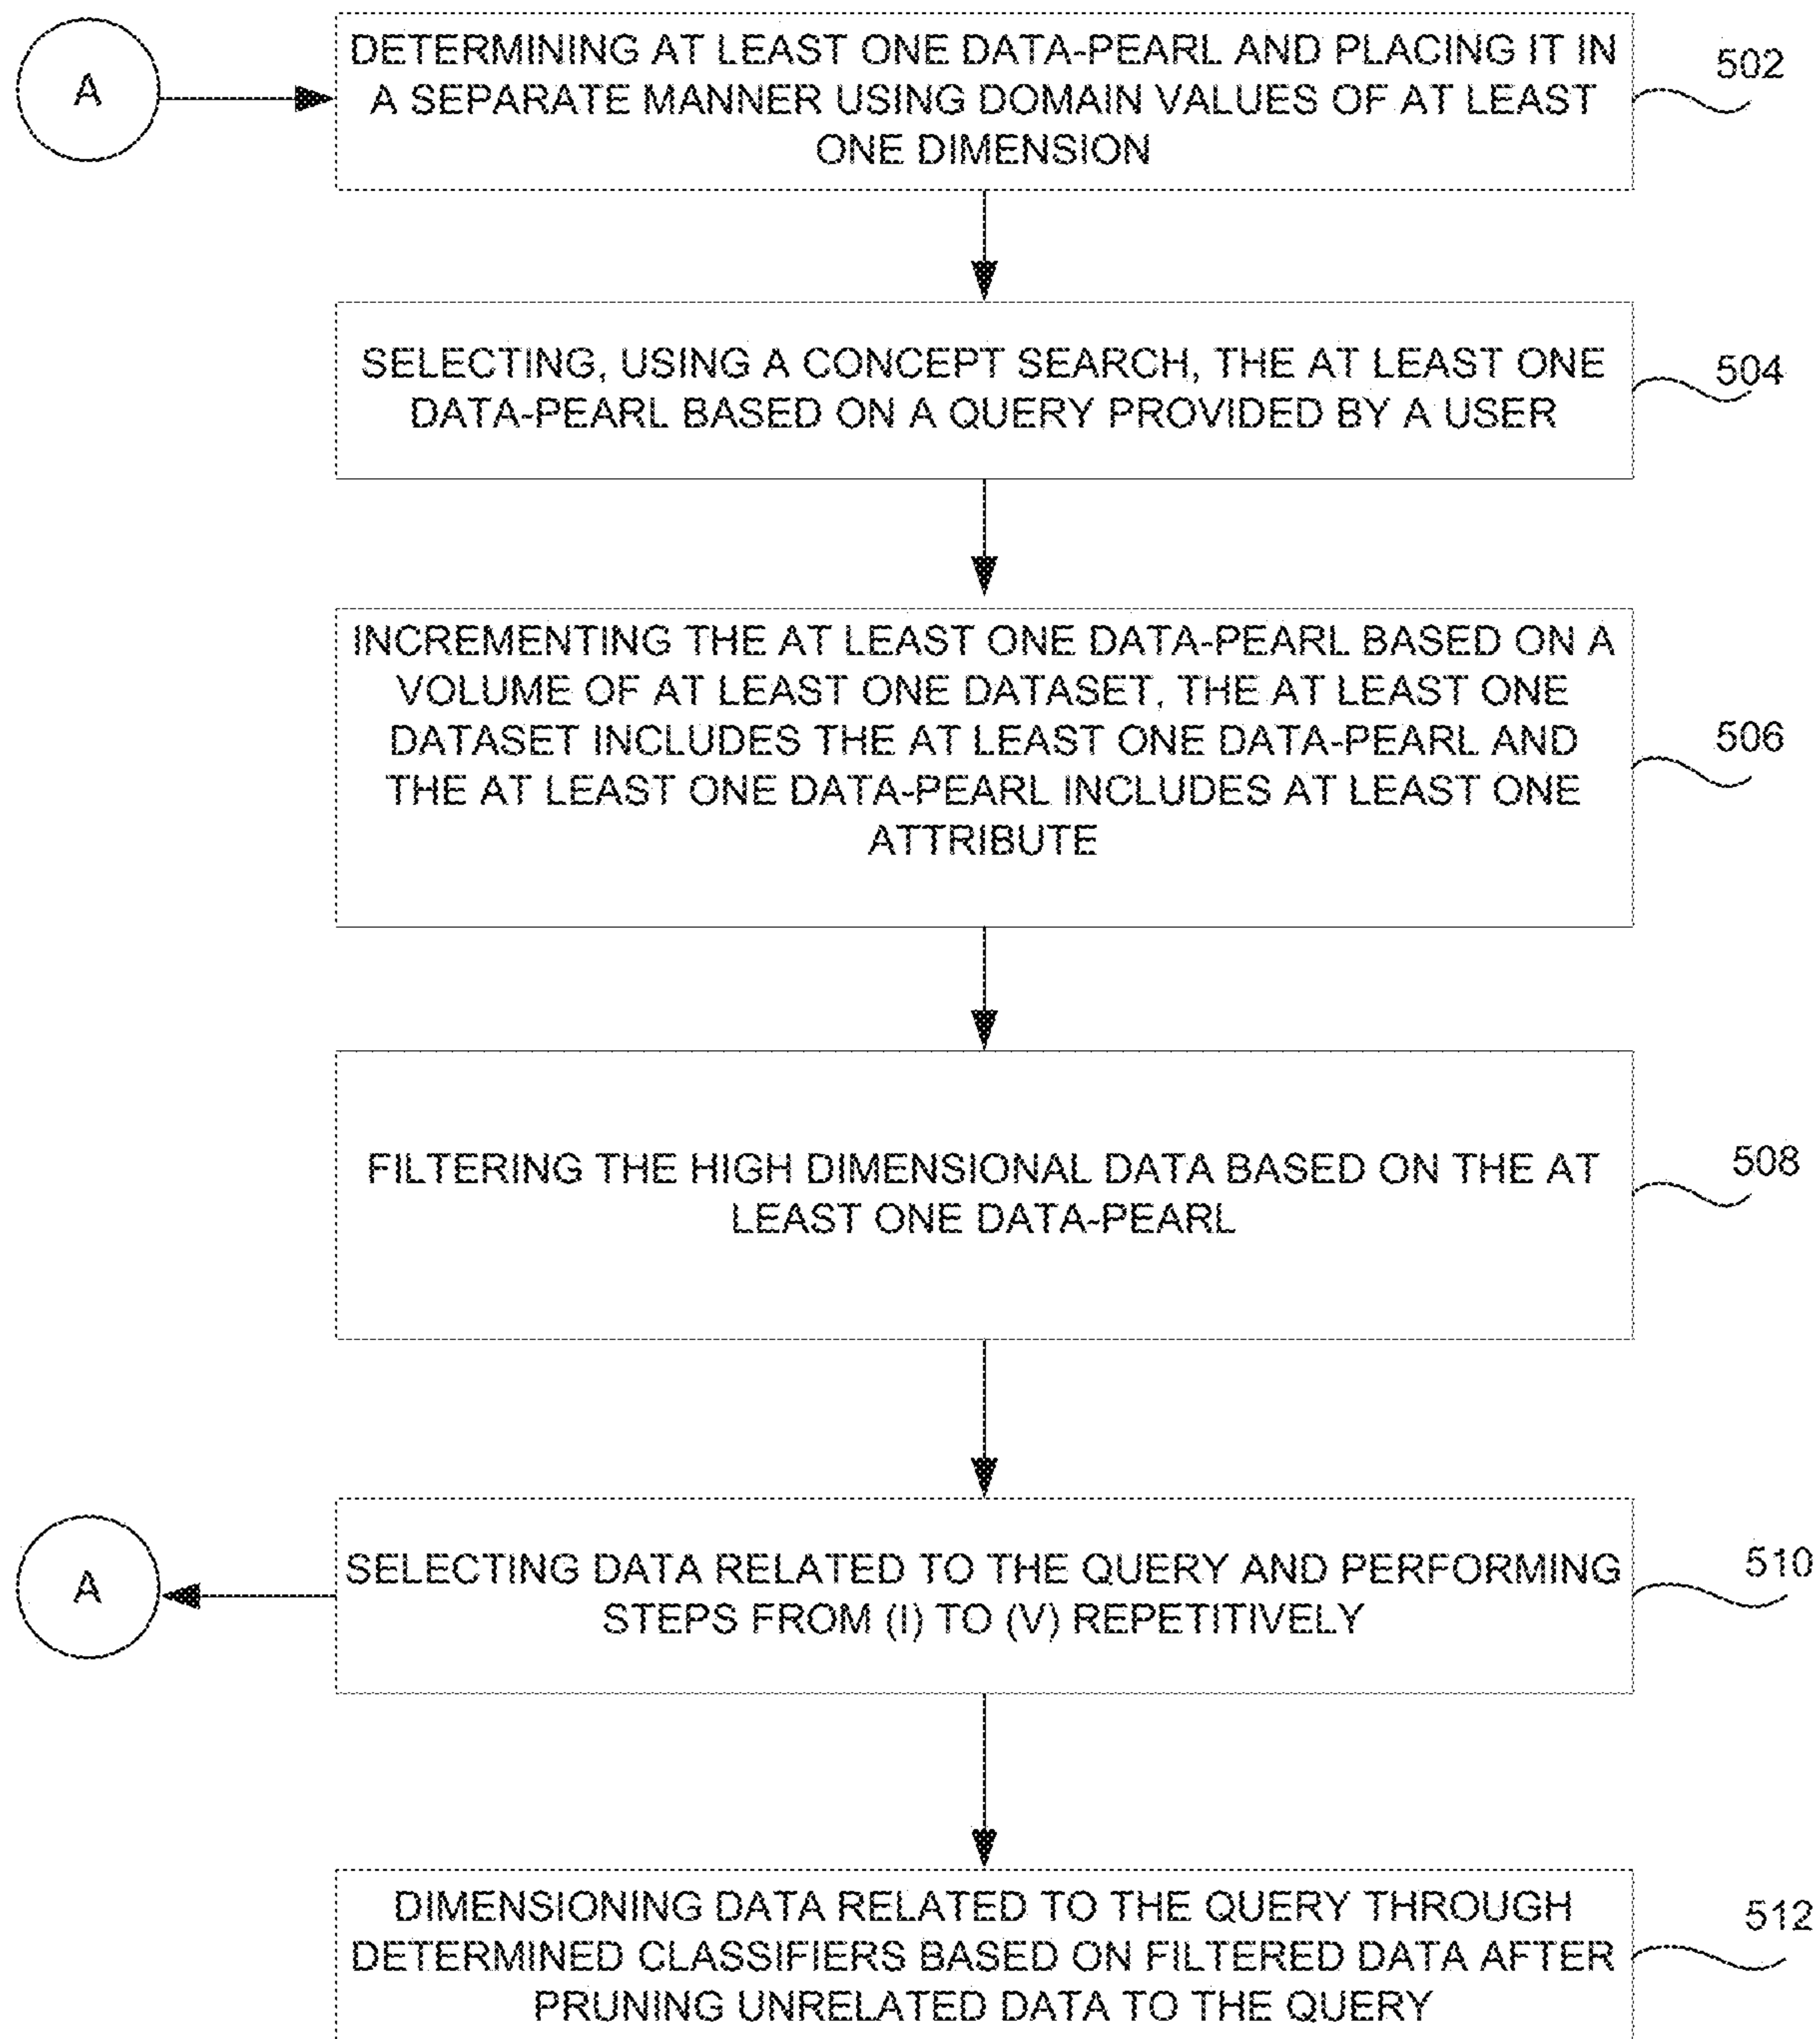 A
DETERMINING AT LEAST ONE DATA-PEARL AND PLACING IT IN
A SEPARATE MANNER USING DOMAIN VALUES OF AT LEAST
ONE DIMENSION
502
SELECTING, USING A CONCEPT SEARCH, THE AT LEAST ONE
DATA-PEARL BASED ON A QUERY PROVIDED BY A USER
504
INCREMENTING THE AT LEAST ONE DATA-PEARL BASED ON A
VOLUME OF AT LEAST ONE DATASET, THE AT LEAST ONE
DATASET INCLUDES THE AT LEAST ONE DATA-PEARL AND
THE AT LEAST ONE DATA-PEARL INCLUDES AT LEAST ONE
ATTRIBUTE
506
FILTERING THE HIGH DIMENSIONAL DATA BASED ON THE AT
LEAST ONE DATA-PEARL
508
A
SELECTING DATA RELATED TO THE QUERY AND PERFORMING
STEPS FROM (I) TO (V) REPETITIVELY
510
DIMENSIONING DATA RELATED TO THE QUERY THROUGH
DETERMINED CLASSIFIERS BASED ON FILTERED DATA AFTER
PRUNING UNRELATED DATA TO THE QUERY
512